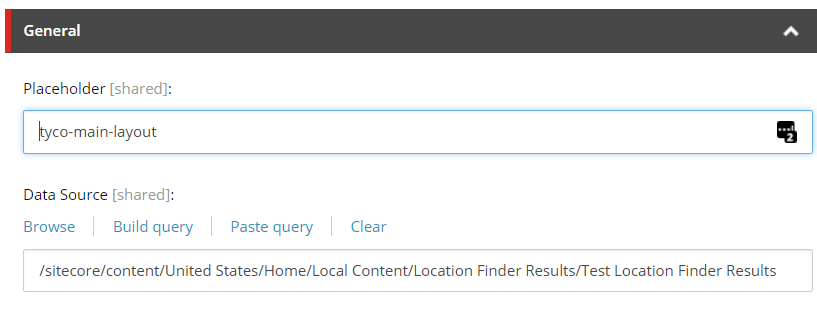 General
Placeholder [shared]:
tyco-main-layout
2
Data Source [shared]:
Browse Build query Paste query Clear
/sitecore/content/United States/Home/Local Content/Location Finder Results/Test Location Finder Results